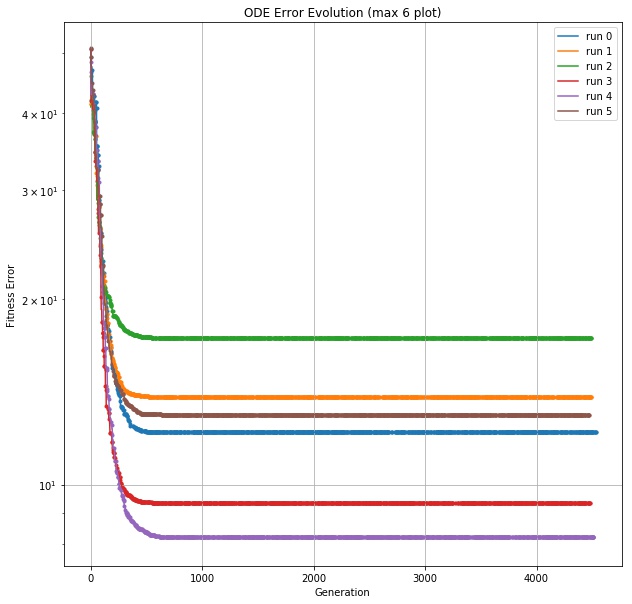 ODE Error Evolution (max 6 plot)
run 0
run 1
run 2
run 3
run 4
run 5
4 × 10¹
3 × 10¹
2 × 10¹
10¹
Fitness Error
0 1000 2000 3000 4000
Generation